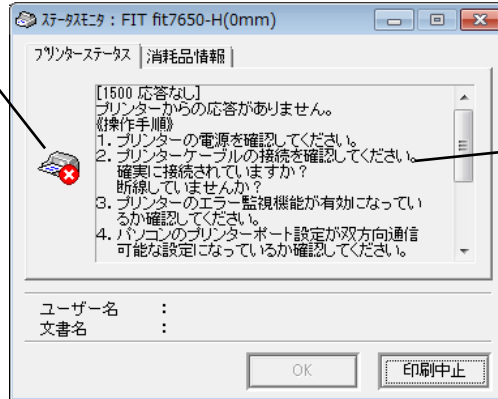 ステータスモニタ : FIT fit7650-H(0mm)
プリンターステータス 消耗品情報
[1500 応答なし]
プリンターからの応答がありません。
《操作手順》
1. プリンターの電源を確認してください。
2. プリンターケーブルの接続を確認してください。
確実に接続されていますか？
断線していませんか？
3. プリンターのエラー監視機能が有効になってい
るか確認してください。
4. パソコンのプリンターポート設定が双方向通信
可能な設定になっているか確認してください。
ユーザー名 :
文書名 :
OK 印刷中止